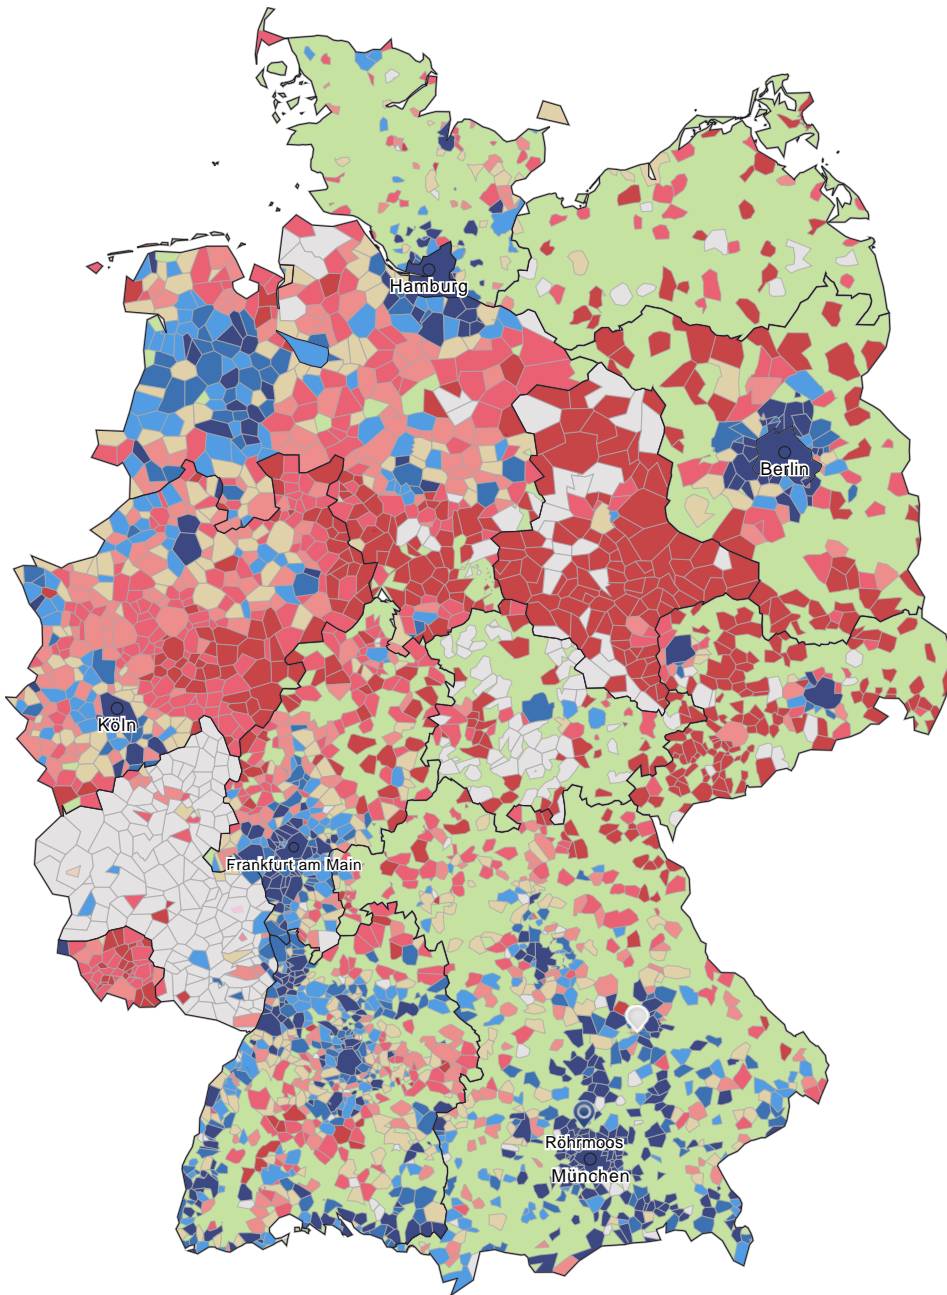 Hamburg
Berlin
Köln
Frankfurt am Main
Röhrmoos
München